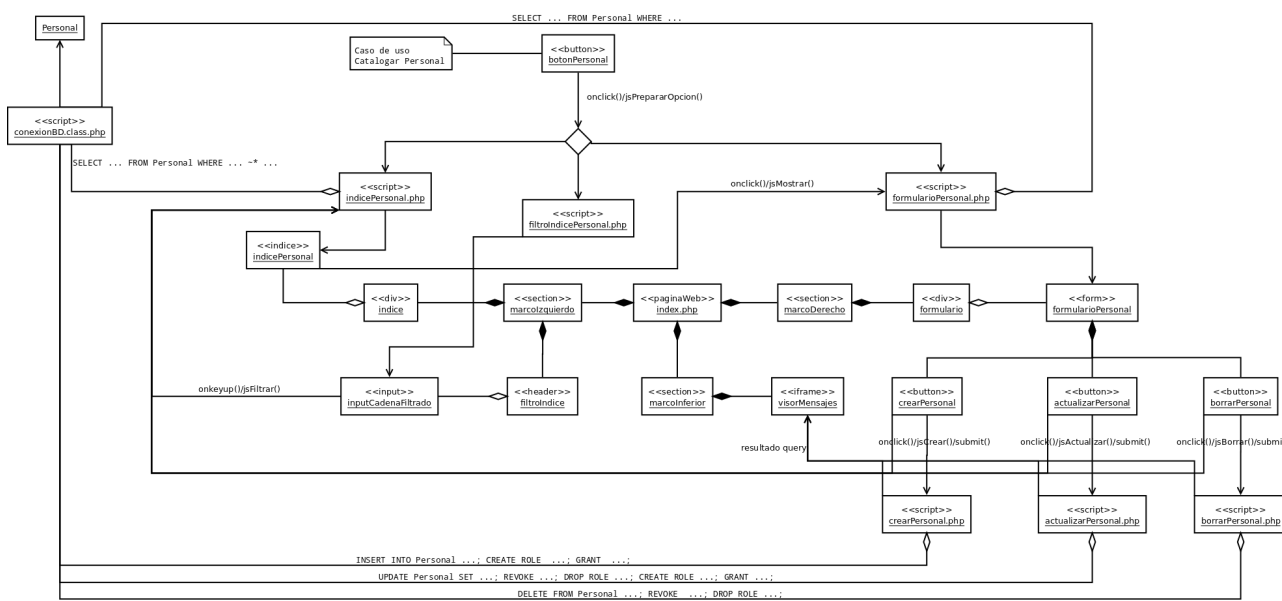 SELECT ... FROM Personal WHERE ...
Personal
Caso de uso
Catalogar Personal
<<button>>
botonPersonal
onclick()/jsPrepararOpcion()
<<script>>
conexionBD.class.php
SELECT ... FROM Personal WHERE ... ~* ...
<<script>>
indicePersonal.php
<<script>>
filtroIndicePersonal.php
onclick()/jsMostrar()
<<script>>
formularioPersonal.php
<<indice>>
indicePersonal
<<div>>
indice
<<section>>
marcoIzquierdo
<<paginaWeb>>
index.php
<<section>>
marcoDerecho
<<div>>
formulario
<<form>>
formularioPersonal
onkeyup()/jsFiltrar()
<<input>>
inputCadenaFiltrado
<<header>>
filtroIndice
<<section>>
marcoInferior
<<iframe>>
visorMensajes
<<button>>
crearPersonal
<<button>>
actualizarPersonal
<<button>>
borrarPersonal
resultado query
onclick()/jsCrear()/submit()
onclick()/jsActualizar()/submit()
onclick()/jsBorrar()/submi
<<script>>
crearPersonal.php
<<script>>
actualizarPersonal.php
<<script>>
borrarPersonal.php
INSERT INTO Personal ...; CREATE ROLE ...; GRANT ...;
UPDATE Personal SET ...; REVOKE ...; DROP ROLE ...; CREATE ROLE ...; GRANT ...;
DELETE FROM Personal ...; REVOKE ...; DROP ROLE ...;